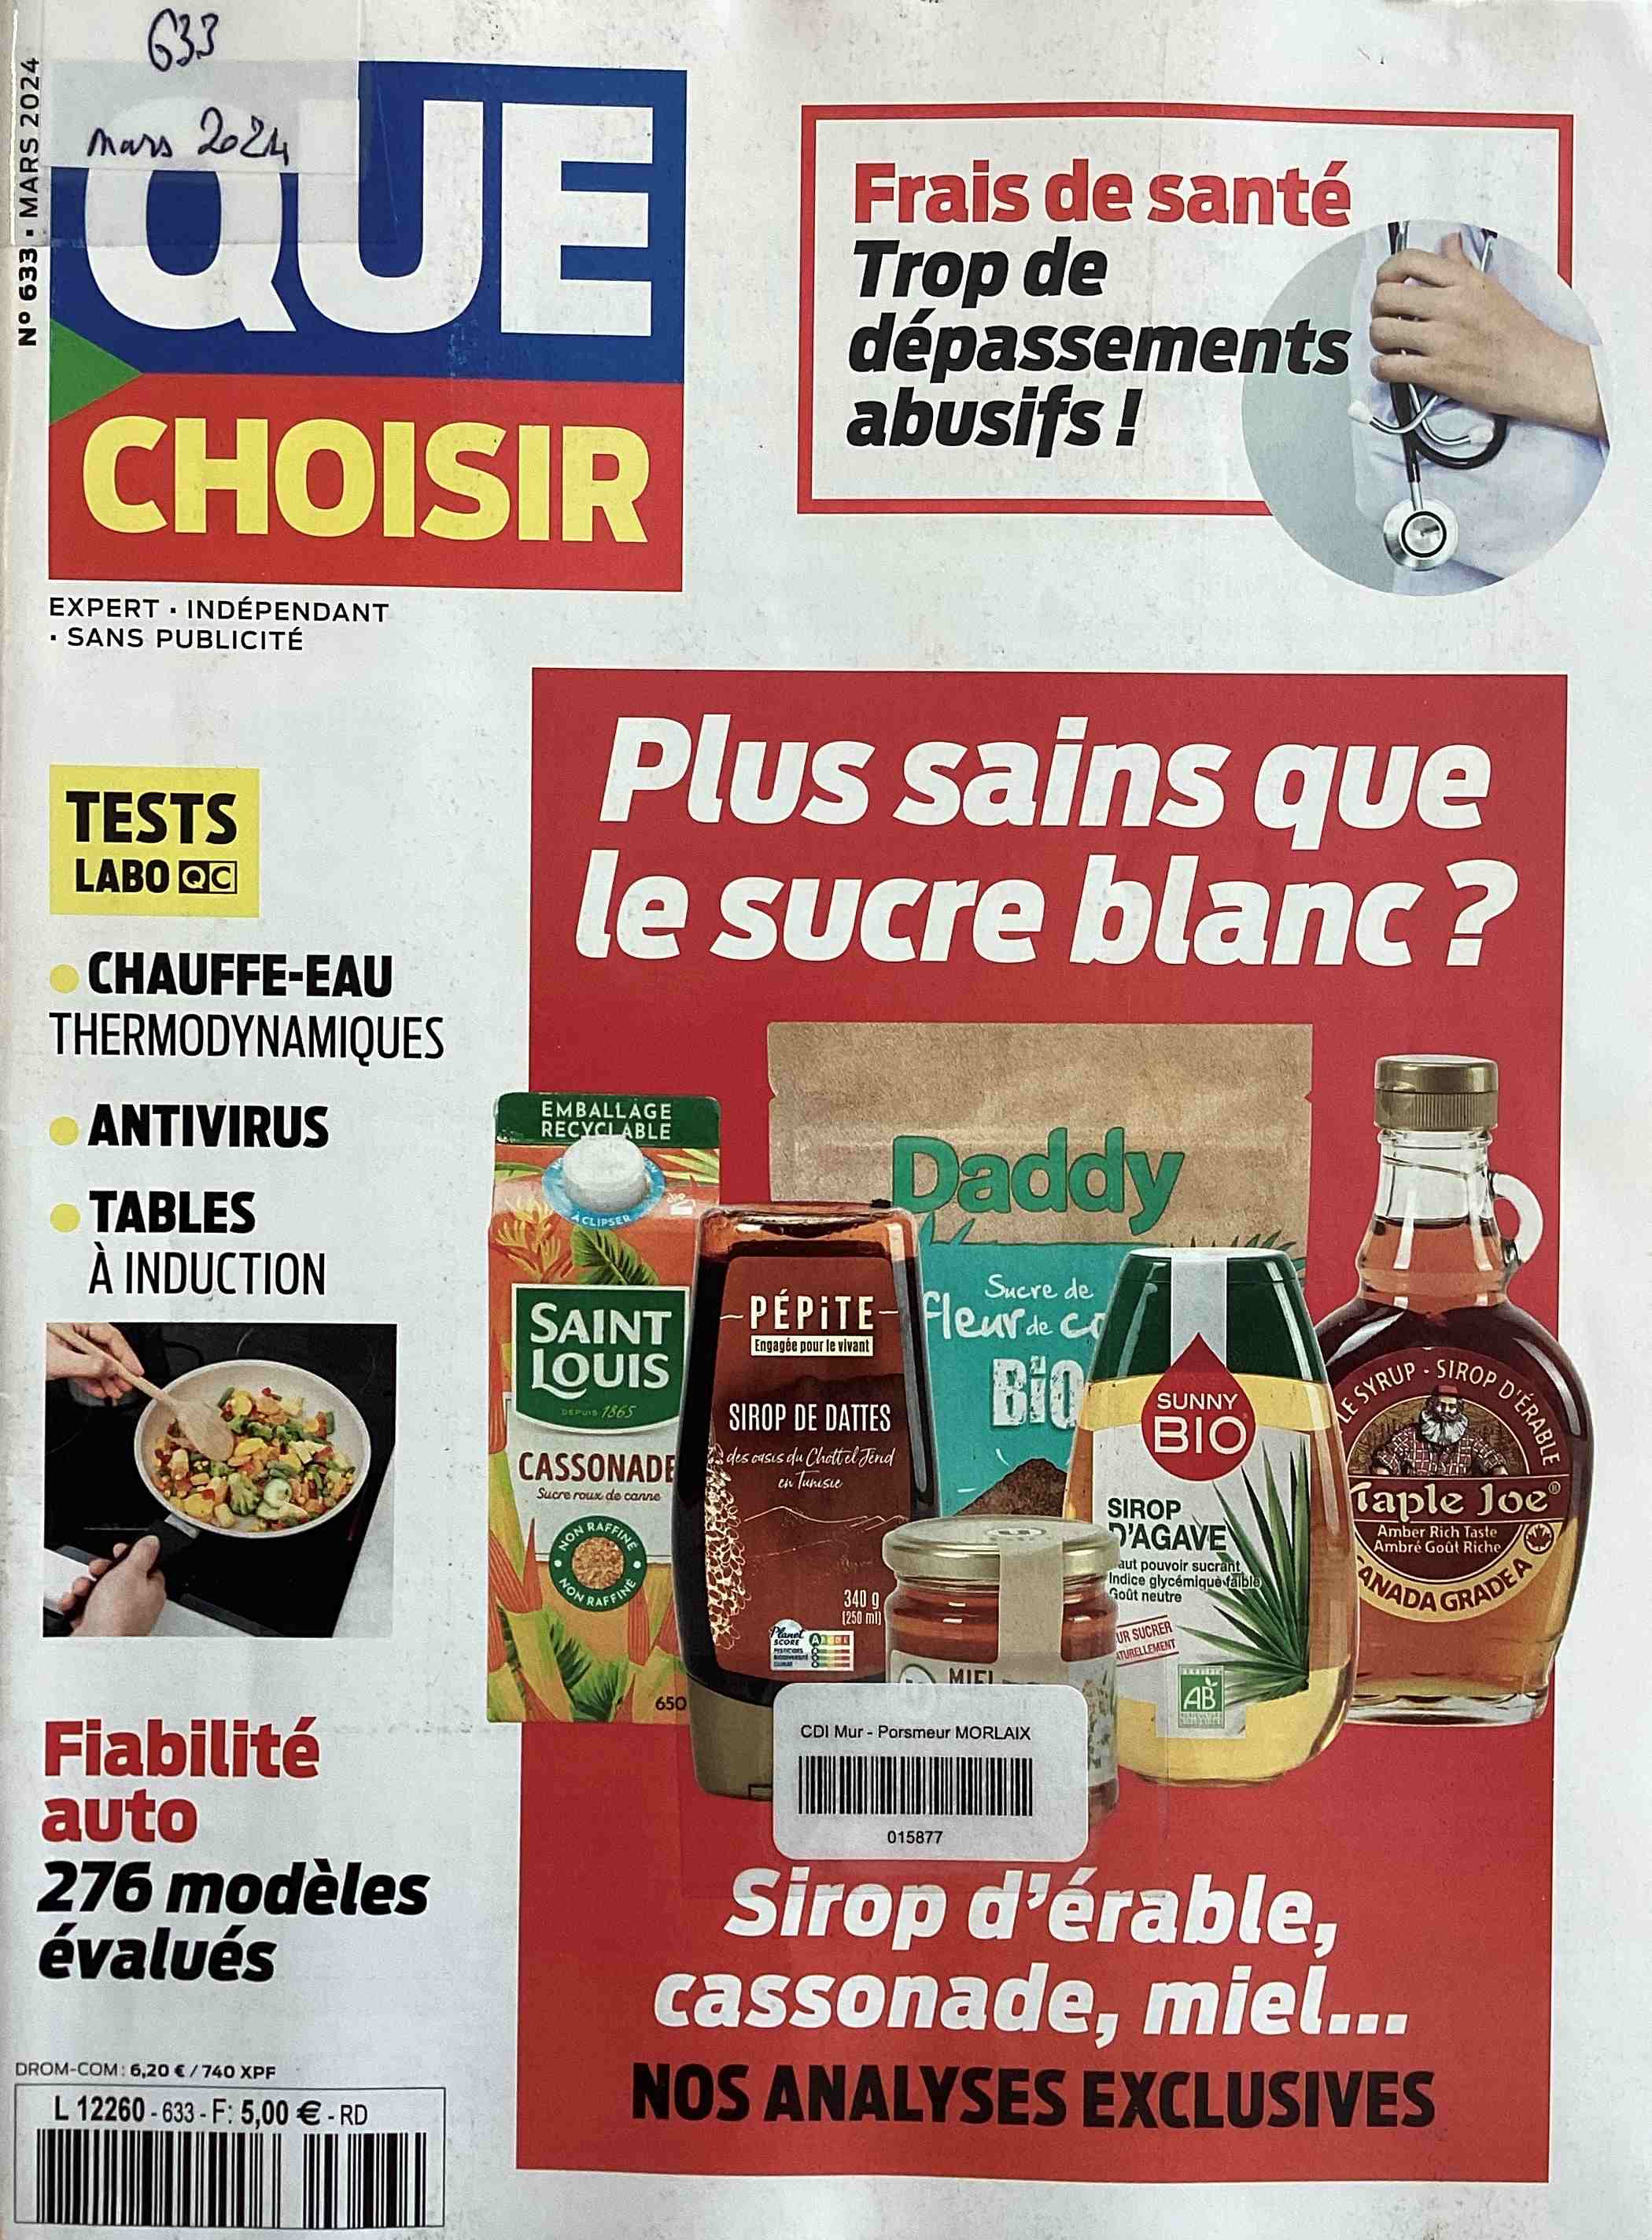 633
mars 2024
N° 633 • MARS 2024
QUE
CHOISIR
EXPERT • INDÉPENDANT
• SANS PUBLICITÉ
Frais de santé
Trop de
dépassements
abusifs !
TESTS
LABO QC
CHAUFFE-EAU
THERMODYNAMIQUES
ANTIVIRUS
TABLES
À INDUCTION
Fiabilité
auto
276 modèles
évalués
DROM-COM : 6,20 € / 740 XPF
L 12260 - 633 - F: 5,00 € - RD
Plus sains que
le sucre blanc ?
EMBALLAGE
RECYCLABLE
À CLIPSER
SAINT
LOUIS
DEPUIS 1865
CASSONADE
Sucre roux de canne
NON RAFFINÉ
NON RAFFINÉ
650
PÉPiTE
Engagée pour le vivant
SIROP DE DATTES
des oasis du Chott el Jérid
en Tunisie
340 g
(250 ml)
Planet
SCORE
PESTICIDES
BIODIVERSITÉ
CLIMAT
Daddy
Sucre de
fleur de co
BiO
MIEL
SUNNY
BIO
SIROP
D'AGAVE
aut pouvoir sucrant
Indice glycémique faible
Goût neutre
UR SUCRER
TURELLEMENT
AB
LE SYRUP - SIROP D'ÉRABLE
Maple Joe®
Amber Rich Taste
Ambré Goût Riche
CANADA GRADE A
CDI Mur - Porsmeur MORLAIX
015877
Sirop d'érable,
cassonade, miel...
NOS ANALYSES EXCLUSIVES